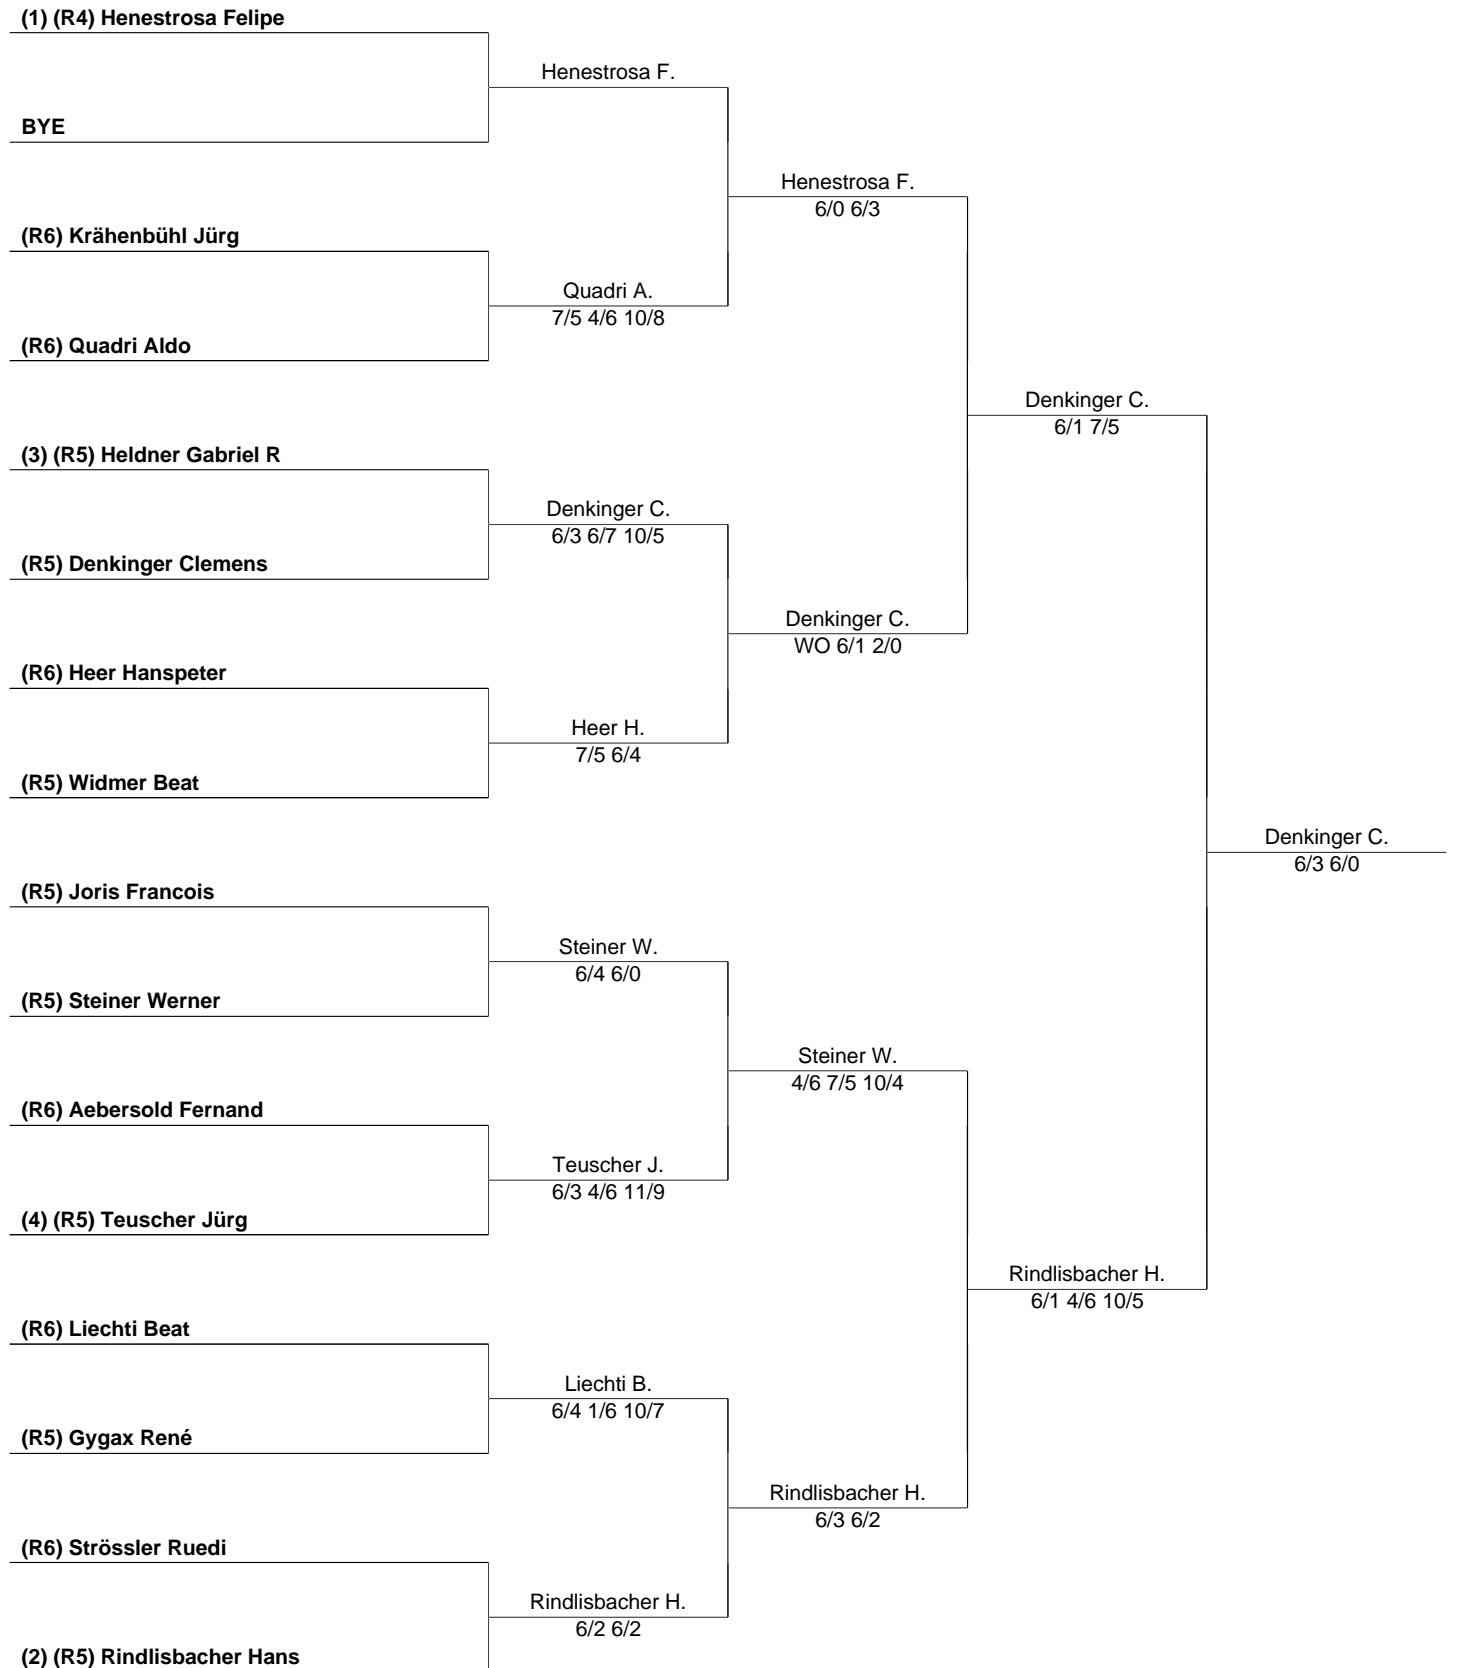 (1) (R4) Henestrosa Felipe
Henestrosa F.
BYE
Henestrosa F.
6/0 6/3
(R6) Krähenbühl Jürg
Quadri A.
7/5 4/6 10/8
(R6) Quadri Aldo
Denkinger C.
6/1 7/5
(3) (R5) Heldner Gabriel R
Denkinger C.
6/3 6/7 10/5
(R5) Denkinger Clemens
Denkinger C.
WO 6/1 2/0
(R6) Heer Hanspeter
Heer H.
7/5 6/4
(R5) Widmer Beat
Denkinger C.
6/3 6/0
(R5) Joris Francois
Steiner W.
6/4 6/0
(R5) Steiner Werner
Steiner W.
4/6 7/5 10/4
(R6) Aebersold Fernand
Teuscher J.
6/3 4/6 11/9
(4) (R5) Teuscher Jürg
Rindlisbacher H.
6/1 4/6 10/5
(R6) Liechti Beat
Liechti B.
6/4 1/6 10/7
(R5) Gygax René
Rindlisbacher H.
6/3 6/2
(R6) Strössler Ruedi
Rindlisbacher H.
6/2 6/2
(2) (R5) Rindlisbacher Hans